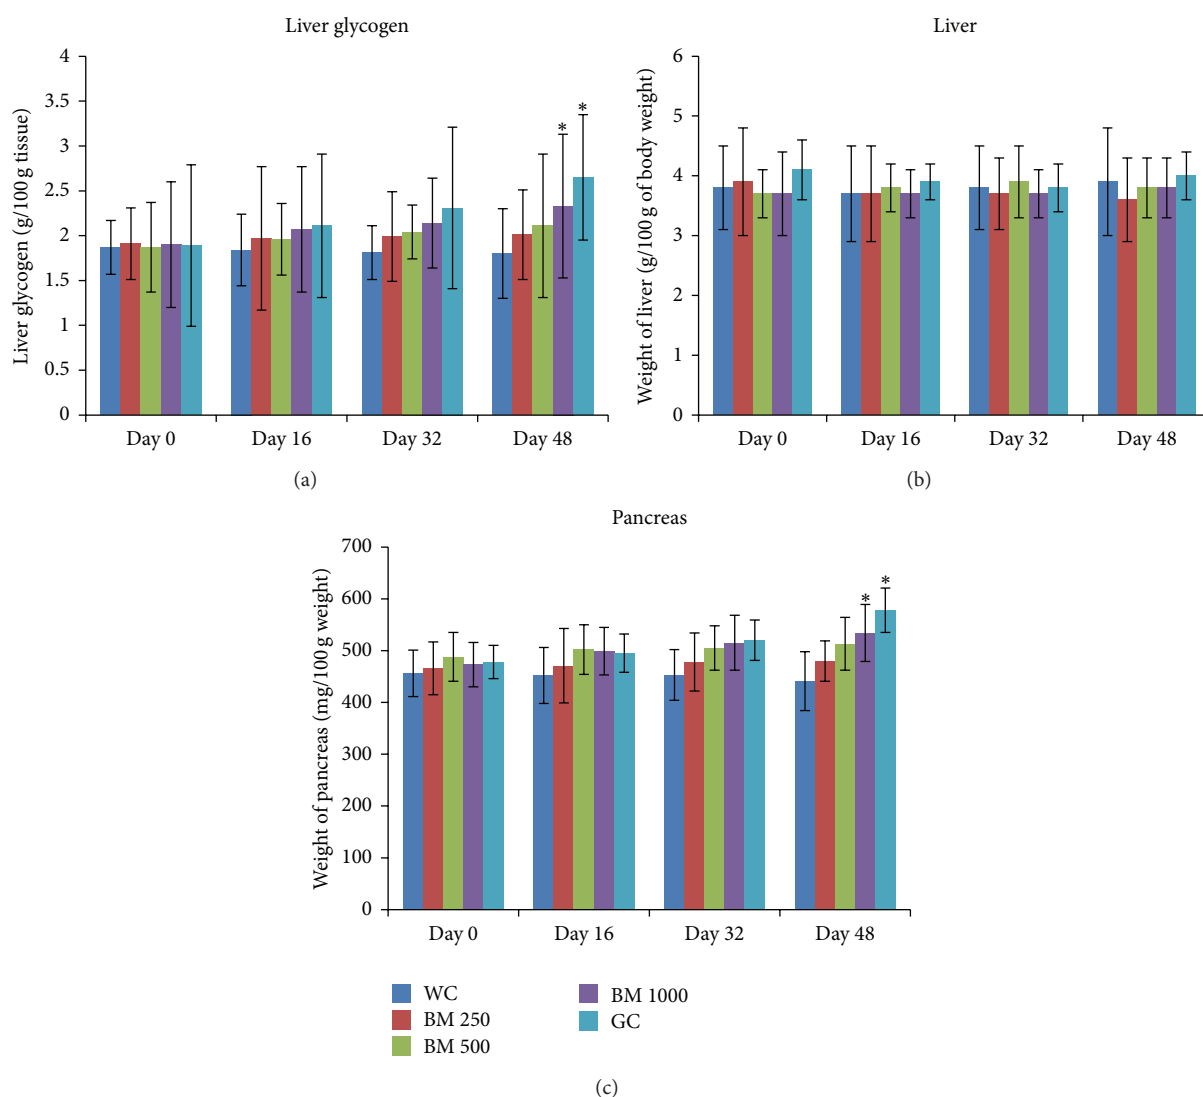 Liver glycogen
Liver glycogen (g/100 g tissue)
4
3.5
3
2.5
2
1.5
1
0.5
0
* *
Day 0 Day 16 Day 32 Day 48
(a)
Liver
Weight of liver (g/100 g of body weight)
6
5
4
3
2
1
0
Day 0 Day 16 Day 32 Day 48
(b)
Pancreas
Weight of pancreas (mg/100 g weight)
700
600
500
400
300
200
100
0
* *
Day 0 Day 16 Day 32 Day 48
WC
BM 250
BM 500
BM 1000
GC
(c)